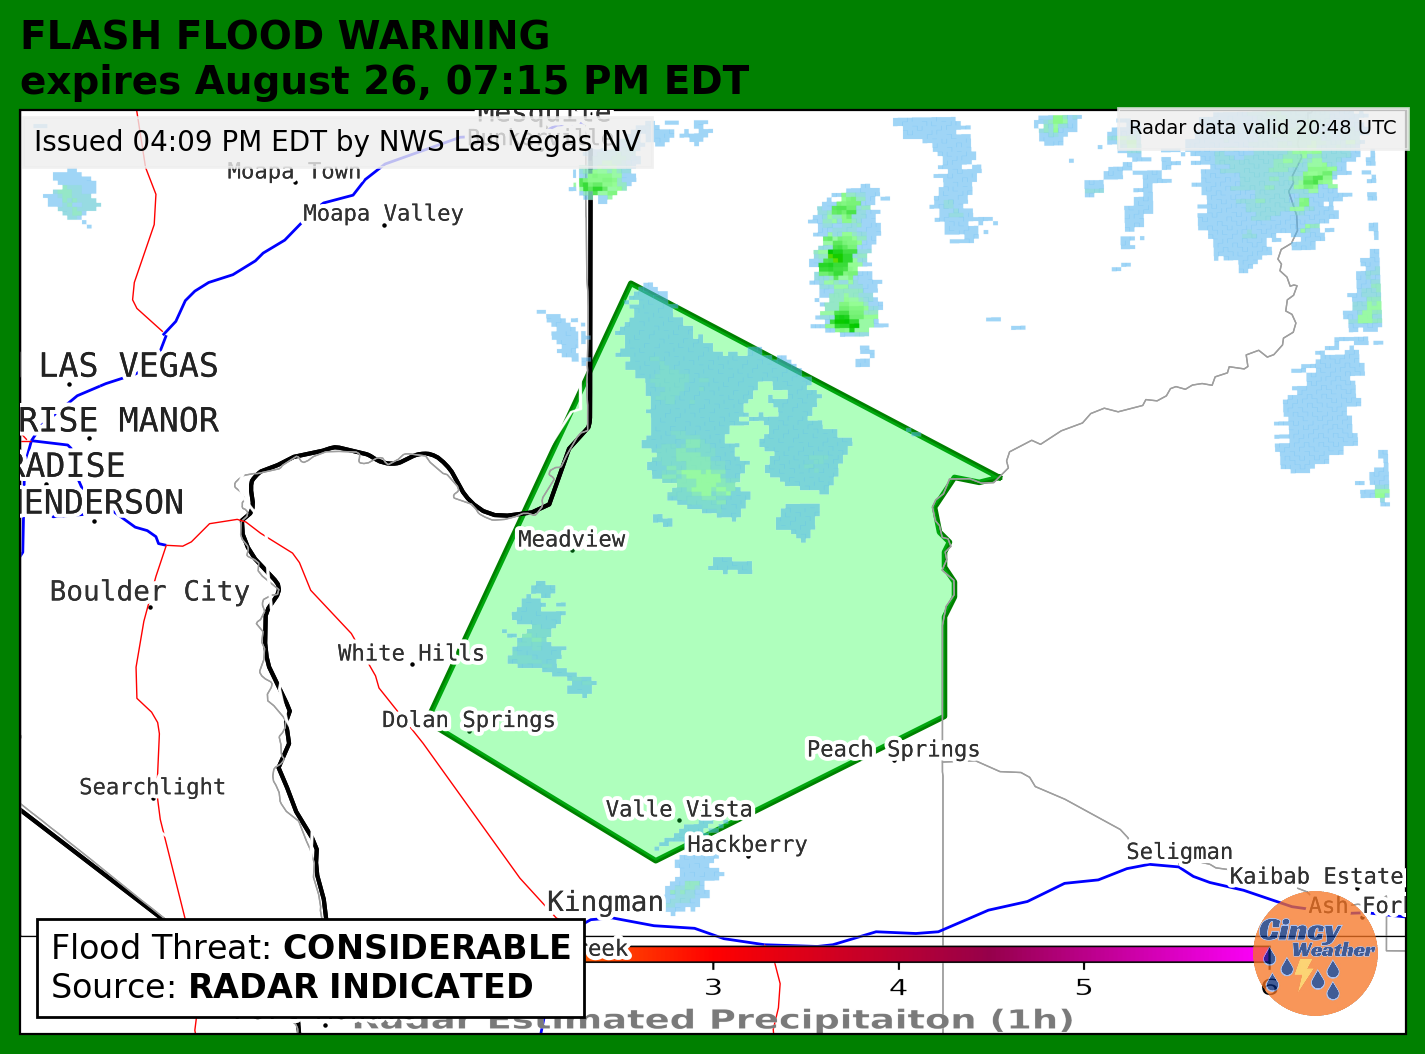 FLASH FLOOD WARNING
expires August 26, 07:15 PM EDT
Mesquite
Issued 04:09 PM EDT by NWS Las Vegas NV
Radar data valid 20:48 UTC
Moapa Town
Moapa Valley
LAS VEGAS
RISE MANOR
RADISE
HENDERSON
Meadview
Boulder City
White Hills
Dolan Springs
Peach Springs
Searchlight
Valle Vista
Hackberry
Seligman
Kaibab Estate
Kingman
Ash Fork
Cincy
Weather
Flood Threat: CONSIDERABLE
reek
Source: RADAR INDICATED
3 4 5 6
Radar Estimated Precipitaiton (1h)